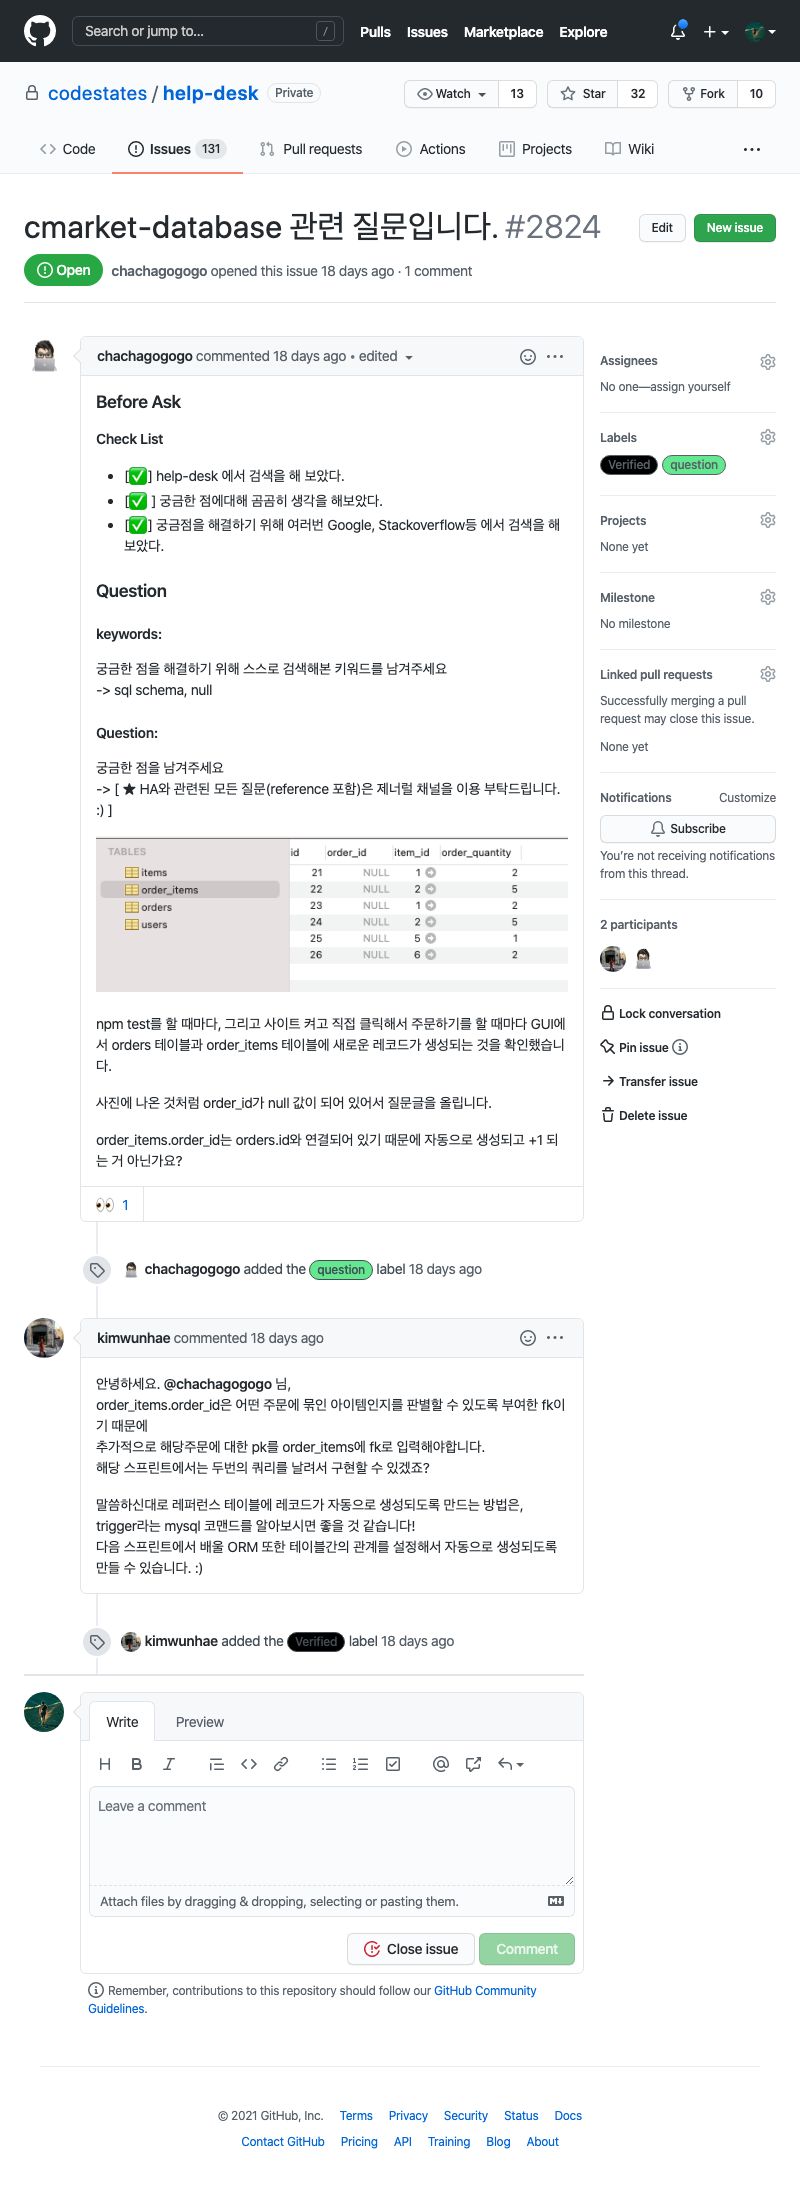 Search or jump to... /
Pulls Issues Marketplace Explore
codestates / help-desk Private
Watch 13 Star 32 Fork 10
Code Issues 131 Pull requests Actions Projects Wiki ...
cmarket-database 관련 질문입니다. #2824
Edit New issue
Open chachagogogo opened this issue 18 days ago · 1 comment
chachagogogo commented 18 days ago • edited
Before Ask
Check List
[✅] help-desk 에서 검색을 해 보았다.
[✅ ] 궁금한 점에대해 곰곰히 생각을 해보았다.
[✅] 궁금점을 해결하기 위해 여러번 Google, Stackoverflow등 에서 검색을 해
보았다.
Question
keywords:
궁금한 점을 해결하기 위해 스스로 검색해본 키워드를 남겨주세요
-> sql schema, null
Question:
궁금한 점을 남겨주세요
-> [ ★ HA와 관련된 모든 질문(reference 포함)은 제너럴 채널을 이용 부탁드립니다.
:) ]
TABLES
items
order_items
orders
users
id order_id item_id order_quantity
21 NULL 1 2
22 NULL 2 5
23 NULL 1 2
24 NULL 2 5
25 NULL 5 1
26 NULL 6 2
npm test를 할 때마다, 그리고 사이트 켜고 직접 클릭해서 주문하기를 할 때마다 GUI에
서 orders 테이블과 order_items 테이블에 새로운 레코드가 생성되는 것을 확인했습니
다.
사진에 나온 것처럼 order_id가 null 값이 되어 있어서 질문글을 올립니다.
order_items.order_id는 orders.id와 연결되어 있기 때문에 자동으로 생성되고 +1 되
는 거 아닌가요?
👀 1
chachagogogo added the question label 18 days ago
kimwunhae commented 18 days ago
안녕하세요. @chachagogogo 님,
order_items.order_id은 어떤 주문에 묶인 아이템인지를 판별할 수 있도록 부여한 fk이
기 때문에
추가적으로 해당주문에 대한 pk를 order_items에 fk로 입력해야합니다.
해당 스프린트에서는 두번의 쿼리를 날려서 구현할 수 있겠죠?
말씀하신대로 레퍼런스 테이블에 레코드가 자동으로 생성되도록 만드는 방법은,
trigger라는 mysql 코맨드를 알아보시면 좋을 것 같습니다!
다음 스프린트에서 배울 ORM 또한 테이블간의 관계를 설정해서 자동으로 생성되도록
만들 수 있습니다. :)
kimwunhae added the Verified label 18 days ago
Write Preview
H B I
Leave a comment
Attach files by dragging & dropping, selecting or pasting them.
Close issue Comment
Remember, contributions to this repository should follow our GitHub Community
Guidelines.
Assignees
No one—assign yourself
Labels
Verified question
Projects
None yet
Milestone
No milestone
Linked pull requests
Successfully merging a pull
request may close this issue.
None yet
Notifications Customize
Subscribe
You're not receiving notifications
from this thread.
2 participants
Lock conversation
Pin issue
Transfer issue
Delete issue
© 2021 GitHub, Inc. Terms Privacy Security Status Docs
Contact GitHub Pricing API Training Blog About